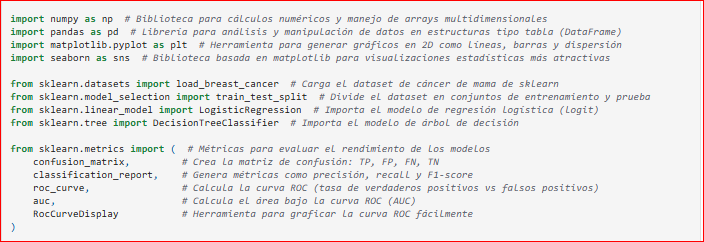 import numpy as np  # Biblioteca para cálculos numéricos y manejo de arrays multidimensionales
import pandas as pd  # Librería para análisis y manipulación de datos en estructuras tipo tabla (DataFrame)
import matplotlib.pyplot as plt  # Herramienta para generar gráficos en 2D como líneas, barras y dispersión
import seaborn as sns  # Biblioteca basada en matplotlib para visualizaciones estadísticas más atractivas
from sklearn.datasets import load_breast_cancer  # Carga el dataset de cáncer de mama de sklearn
from sklearn.model_selection import train_test_split  # Divide el dataset en conjuntos de entrenamiento y prueba
from sklearn.linear_model import LogisticRegression  # Importa el modelo de regresión logística (logit)
from sklearn.tree import DecisionTreeClassifier  # Importa el modelo de árbol de decisión
from sklearn.metrics import (  # Métricas para evaluar el rendimiento de los modelos
    confusion_matrix,         # Crea la matriz de confusión: TP, FP, FN, TN
    classification_report,    # Genera métricas como precisión, recall y F1-score
    roc_curve,                # Calcula la curva ROC (tasa de verdaderos positivos vs falsos positivos)
    auc,                      # Calcula el área bajo la curva ROC (AUC)
    RocCurveDisplay           # Herramienta para graficar la curva ROC fácilmente
)